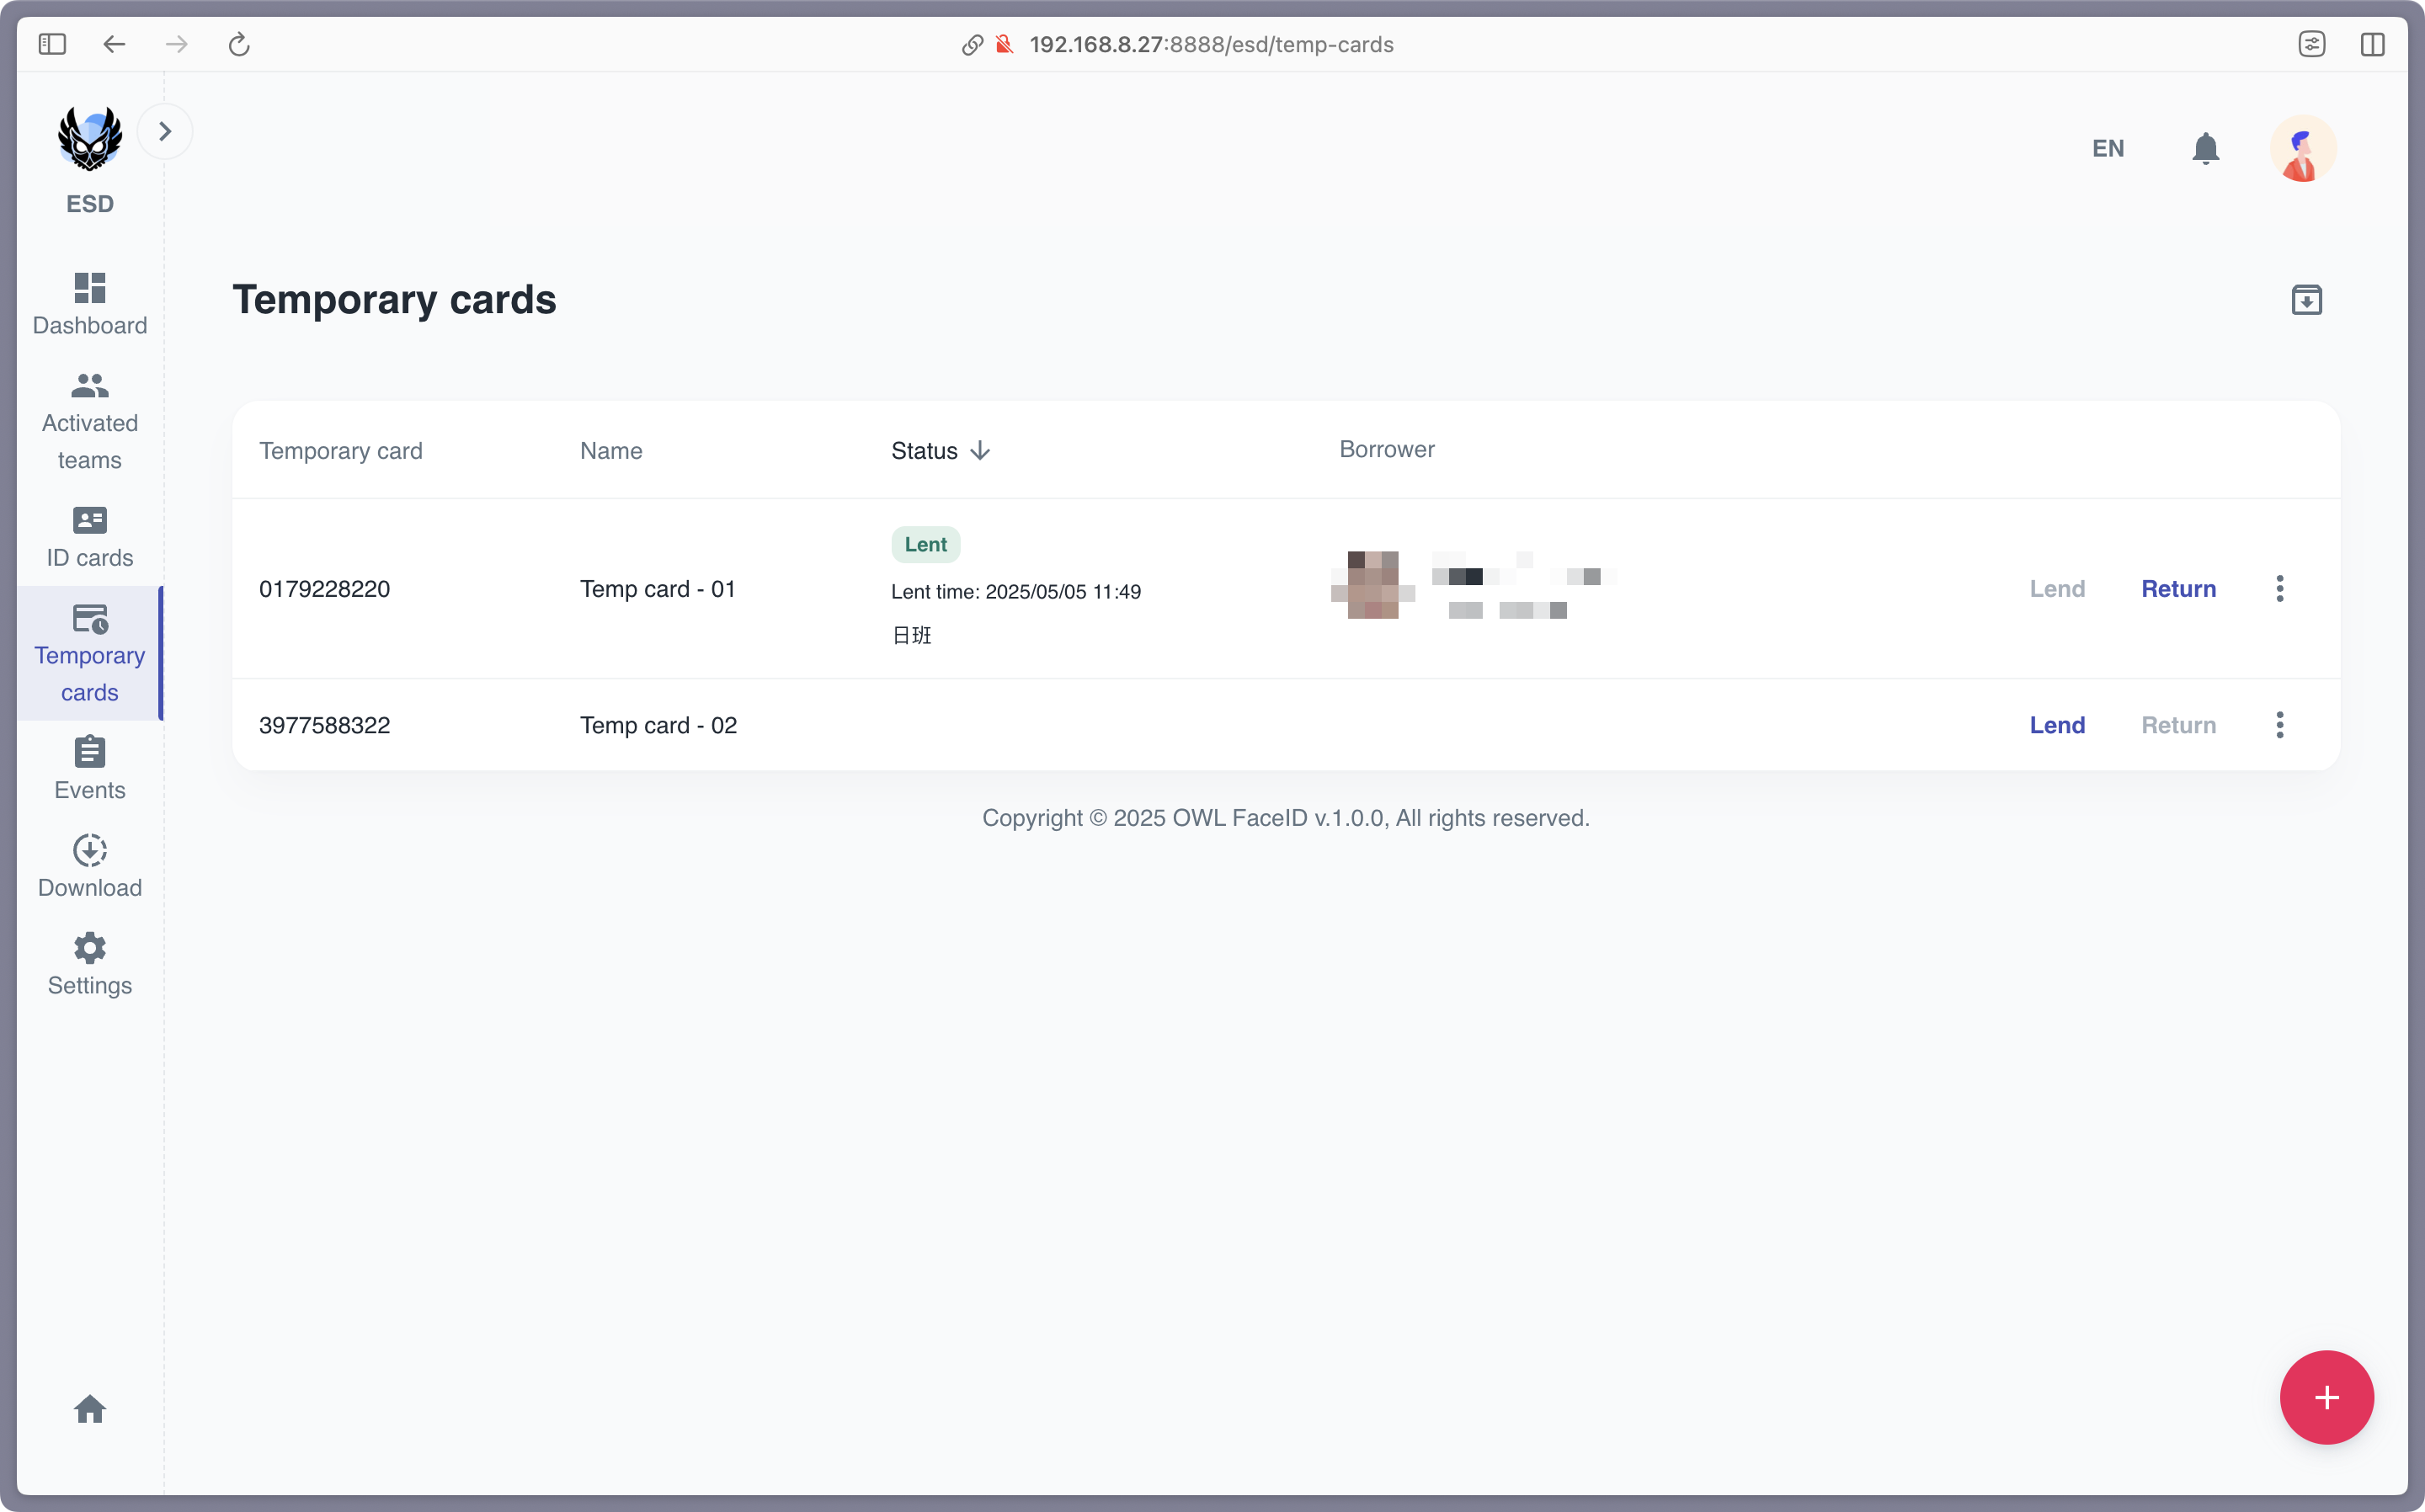 192.168.8.27:8888/esd/temp-cards
ESD
EN
Dashboard
Activated
teams
ID cards
Temporary
cards
Events
Download
Settings
Temporary cards
Temporary card Name Status Borrower
Lent
0179228220 Temp card - 01 Lent time: 2025/05/05 11:49 Lend Return
日班
3977588322 Temp card - 02 Lend Return
Copyright © 2025 OWL FaceID v.1.0.0, All rights reserved.